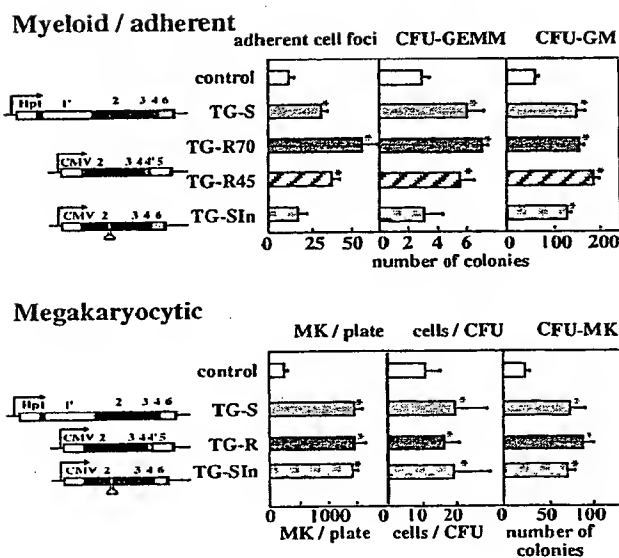 Myeloid / adherent
adherent cell foci CFU-GEMM CFU-GM
control
HpI 1' 2 3 4 6
TG-S
TG-R70
CMV 2 3 4 4' 5
TG-R45
CMV 2 3 4 6
TG-SIn
0 25 50 0 2 4 6 0 100 200
number of colonies
Megakaryocytic
MK / plate cells / CFU CFU-MK
control
HpI 1' 2 3 4 6
TG-S
CMV 2 3 4 4' 5
TG-R
CMV 2 3 4 6
TG-SIn
0 1000 0 10 20 0 50 100
MK / plate cells / CFU number of
colonies